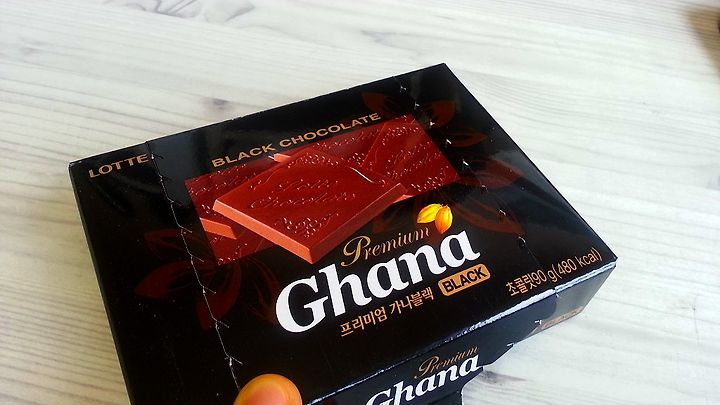 LOTTE
BLACK CHOCOLATE
Premium
Ghana
BLACK
프리미엄 가나블랙
초콜릿90 g(480 kcal)
Premium
Ghana
BLACK